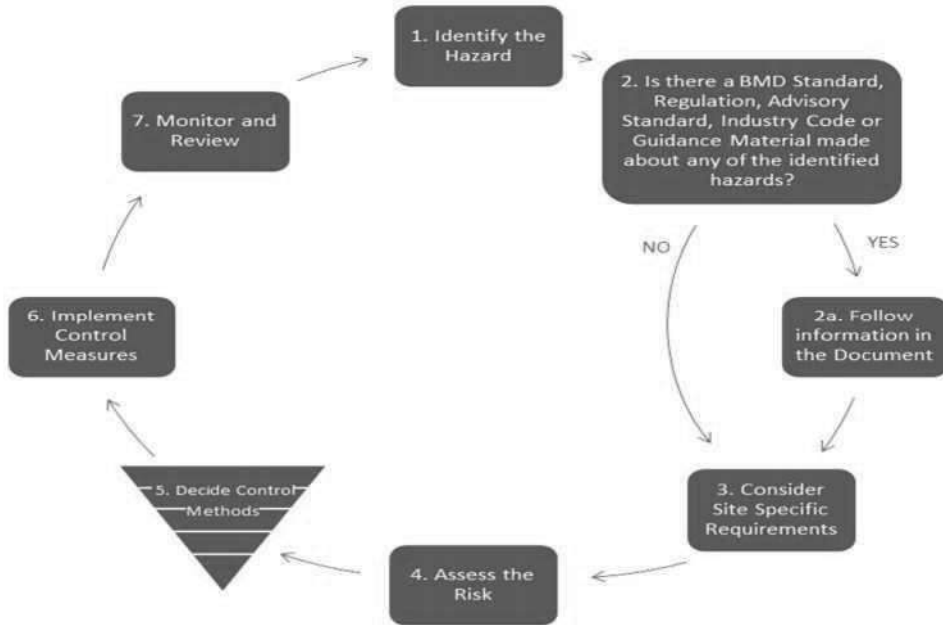 1. Identify the
Hazard
2. Is there a BMD Standard,
Regulation, Advisory
Standard, Industry Code or
Guidance Material made
about any of the identified
hazards?
NO
YES
2a. Follow
information in
the Document
3. Consider
Site Specific
Requirements
4. Assess the
Risk
5. Decide Control
Methods
6. Implement
Control
Measures
7. Monitor and
Review